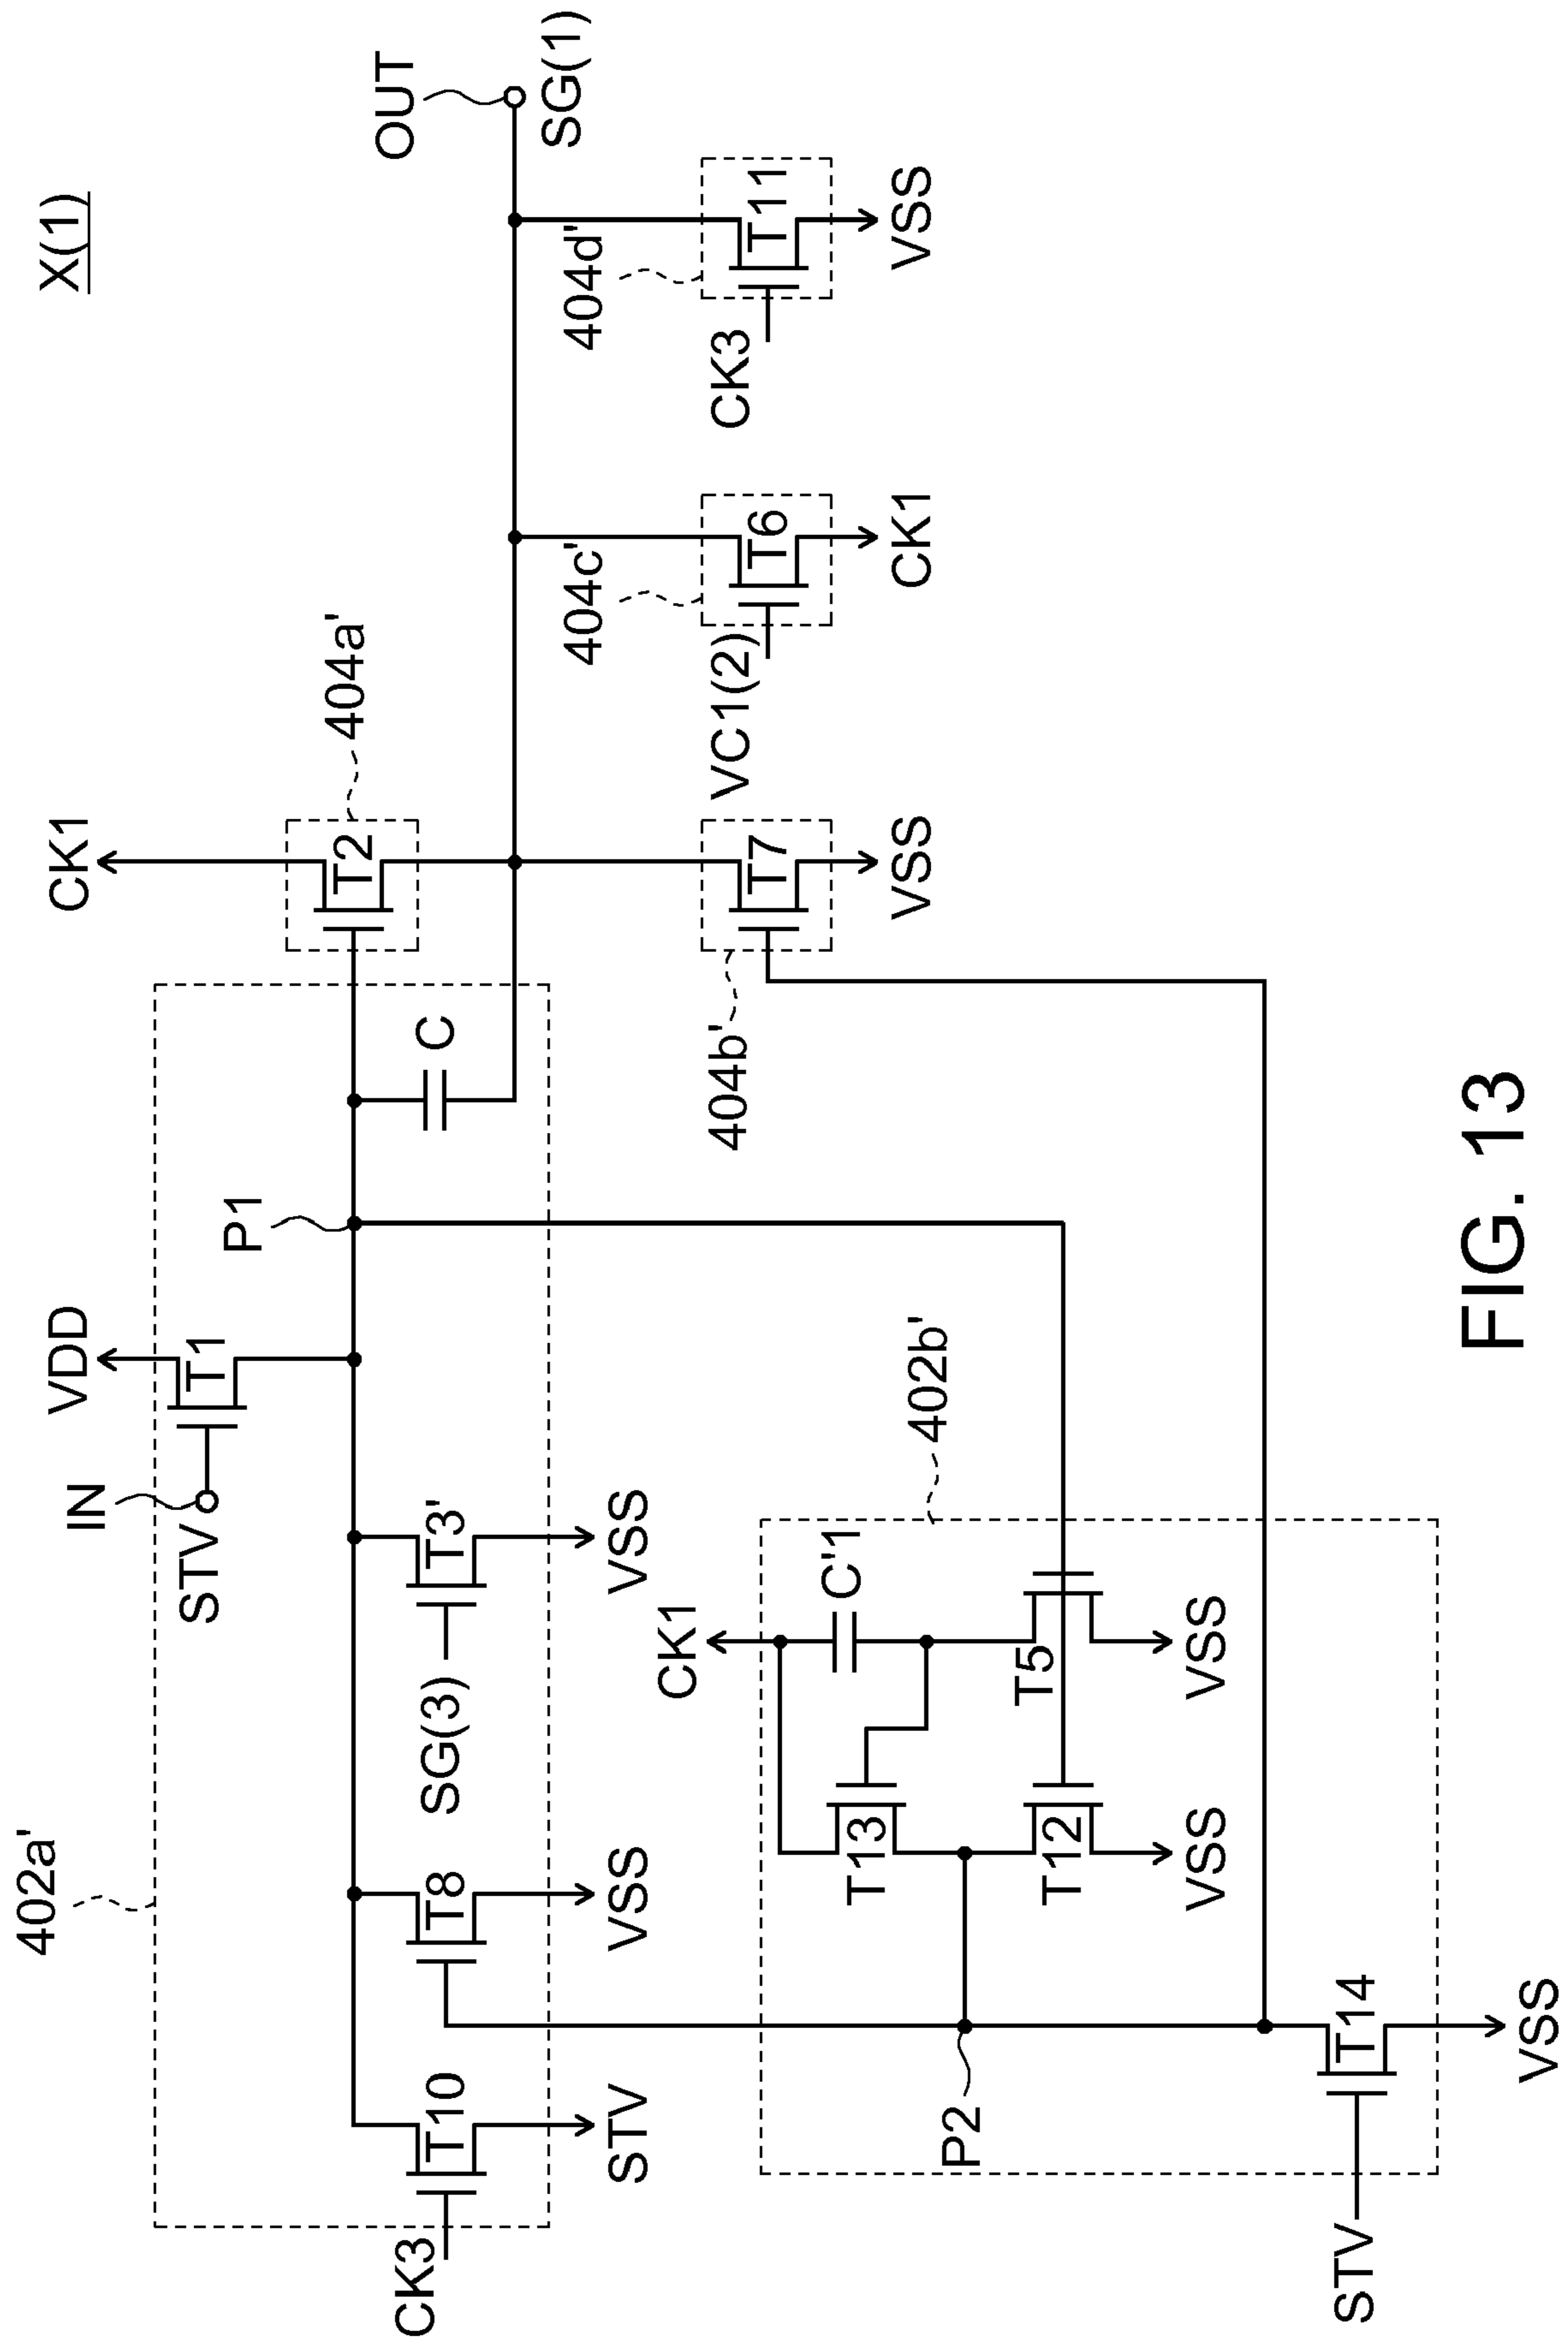 X(1)
402a'
CK3
T10
STV
T8
VSS
SG(3)
T3'
VSS
STV
IN
VDD
T1
P1
C
CK1
T2
404a'
OUT
SG(1)
404b'
T7
VSS
VC1(2)
404c'
T6
CK1
CK3
404d'
T11
VSS
402b'
CK1
C'1
T13
T5
T12
VSS
VSS
P2
STV
T14
VSS
FIG. 13